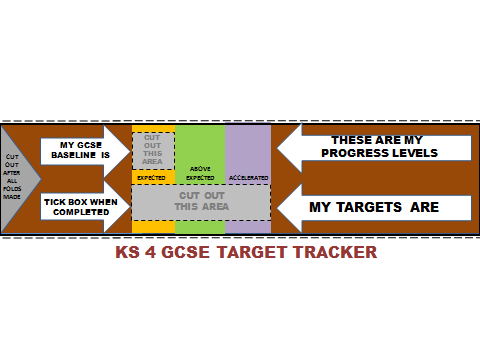 CUT
OUT
AFTER
ALL
FOLDS
MADE
MY GCSE
BASELINE IS
TICK BOX WHEN
COMPLETED
CUT
OUT
THIS
AREA
EXPECTED
ABOVE
EXPECTED
ACCELERATED
CUT OUT
THIS AREA
THESE ARE MY
PROGRESS LEVELS
MY TARGETS ARE
KS 4 GCSE TARGET TRACKER